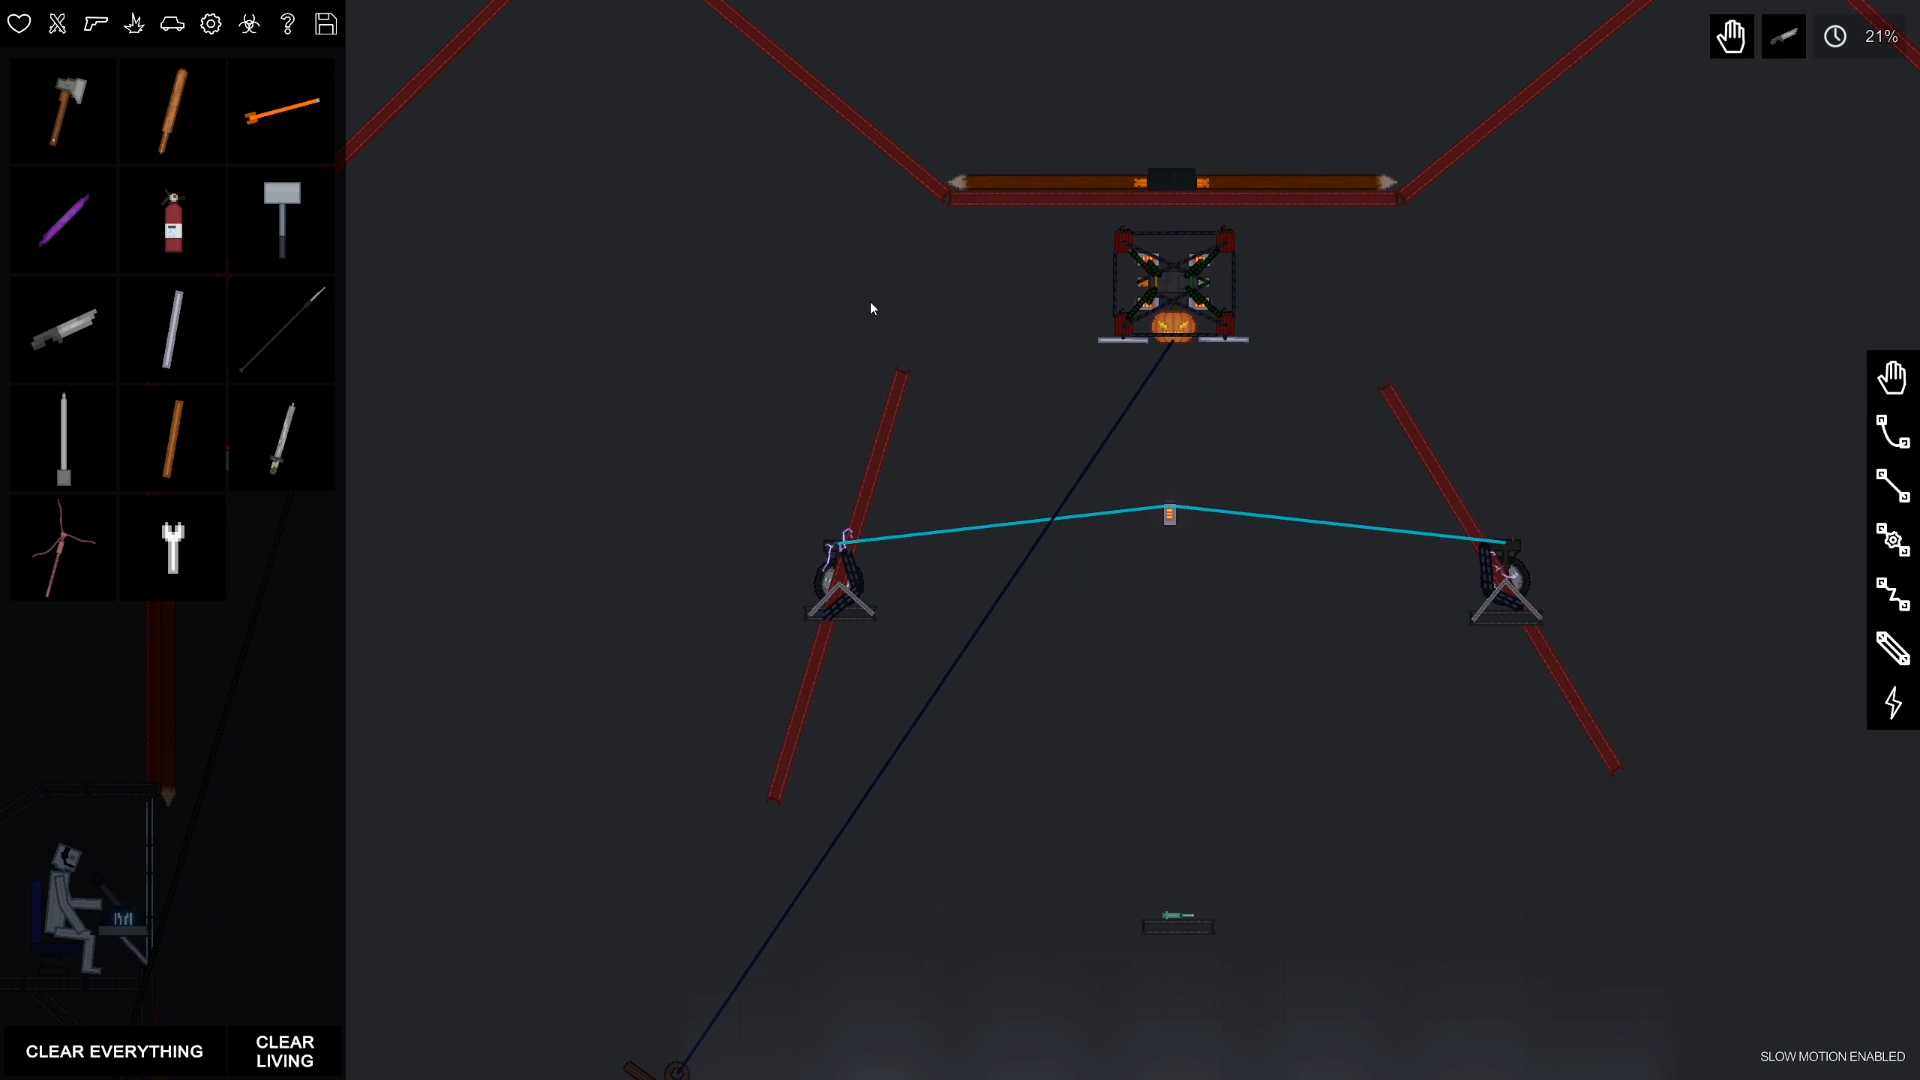 21%
CLEAR EVERYTHING
CLEAR
LIVING
SLOW MOTION ENABLED